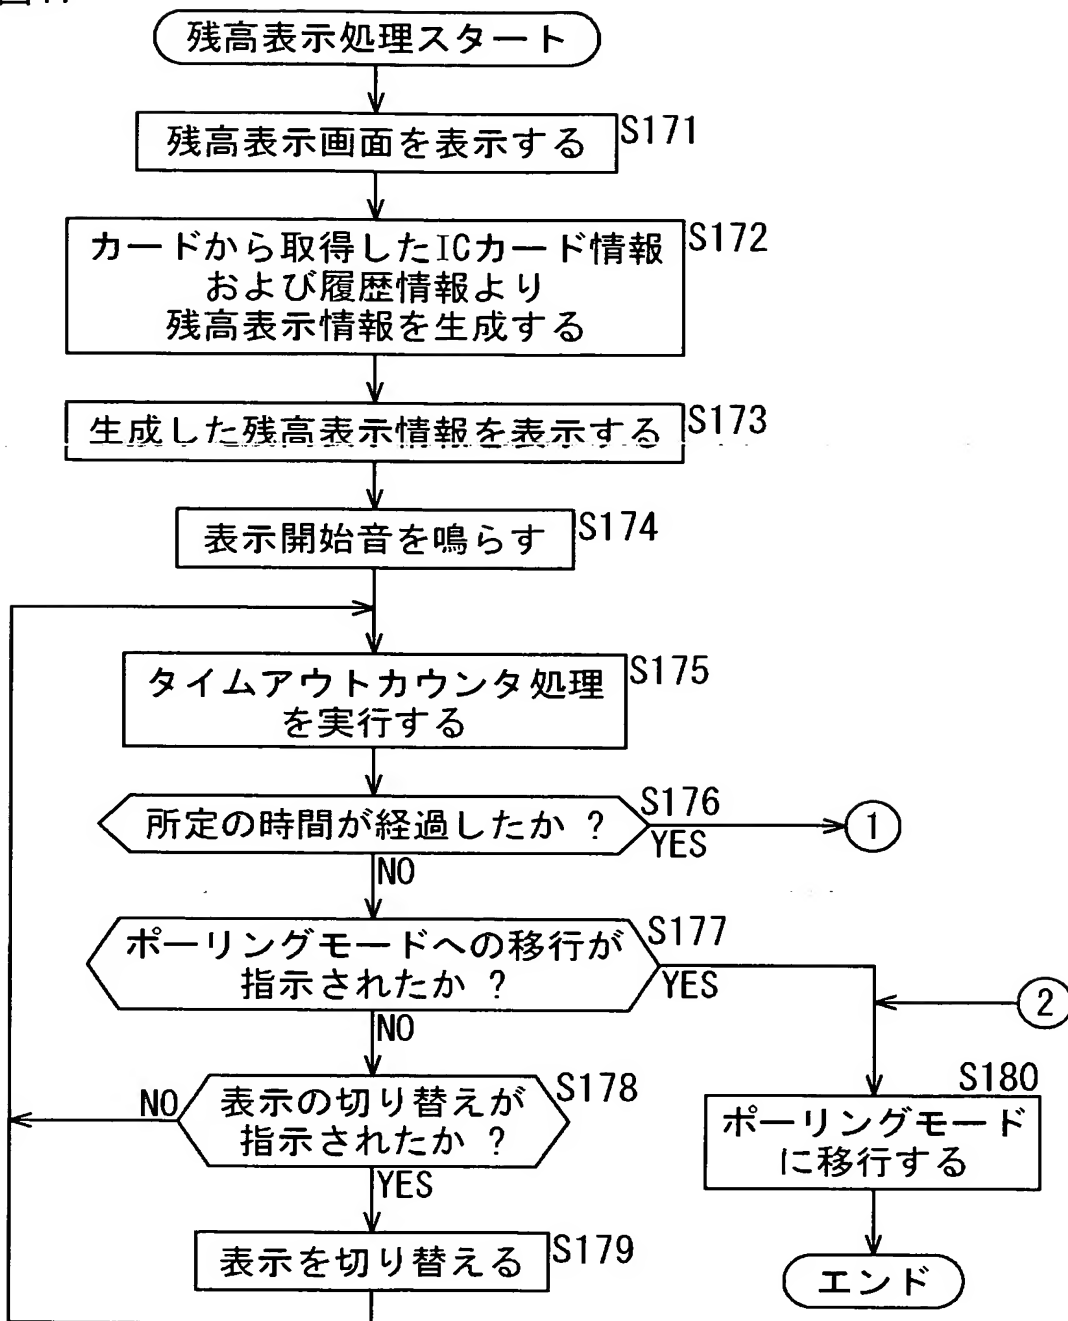 残高表示処理スタート
残高表示画面を表示する
S171
カードから取得したICカード情報
および履歴情報より
残高表示情報を生成する
S172
生成した残高表示情報を表示する
S173
表示開始音を鳴らす
S174
タイムアウトカウンタ処理
を実行する
S175
所定の時間が経過したか ?
S176
YES
1
NO
ポーリングモードへの移行が
指示されたか ?
S177
YES
2
NO
表示の切り替えが
指示されたか ?
S178
NO
YES
S180
ポーリングモード
に移行する
表示を切り替える
S179
エンド